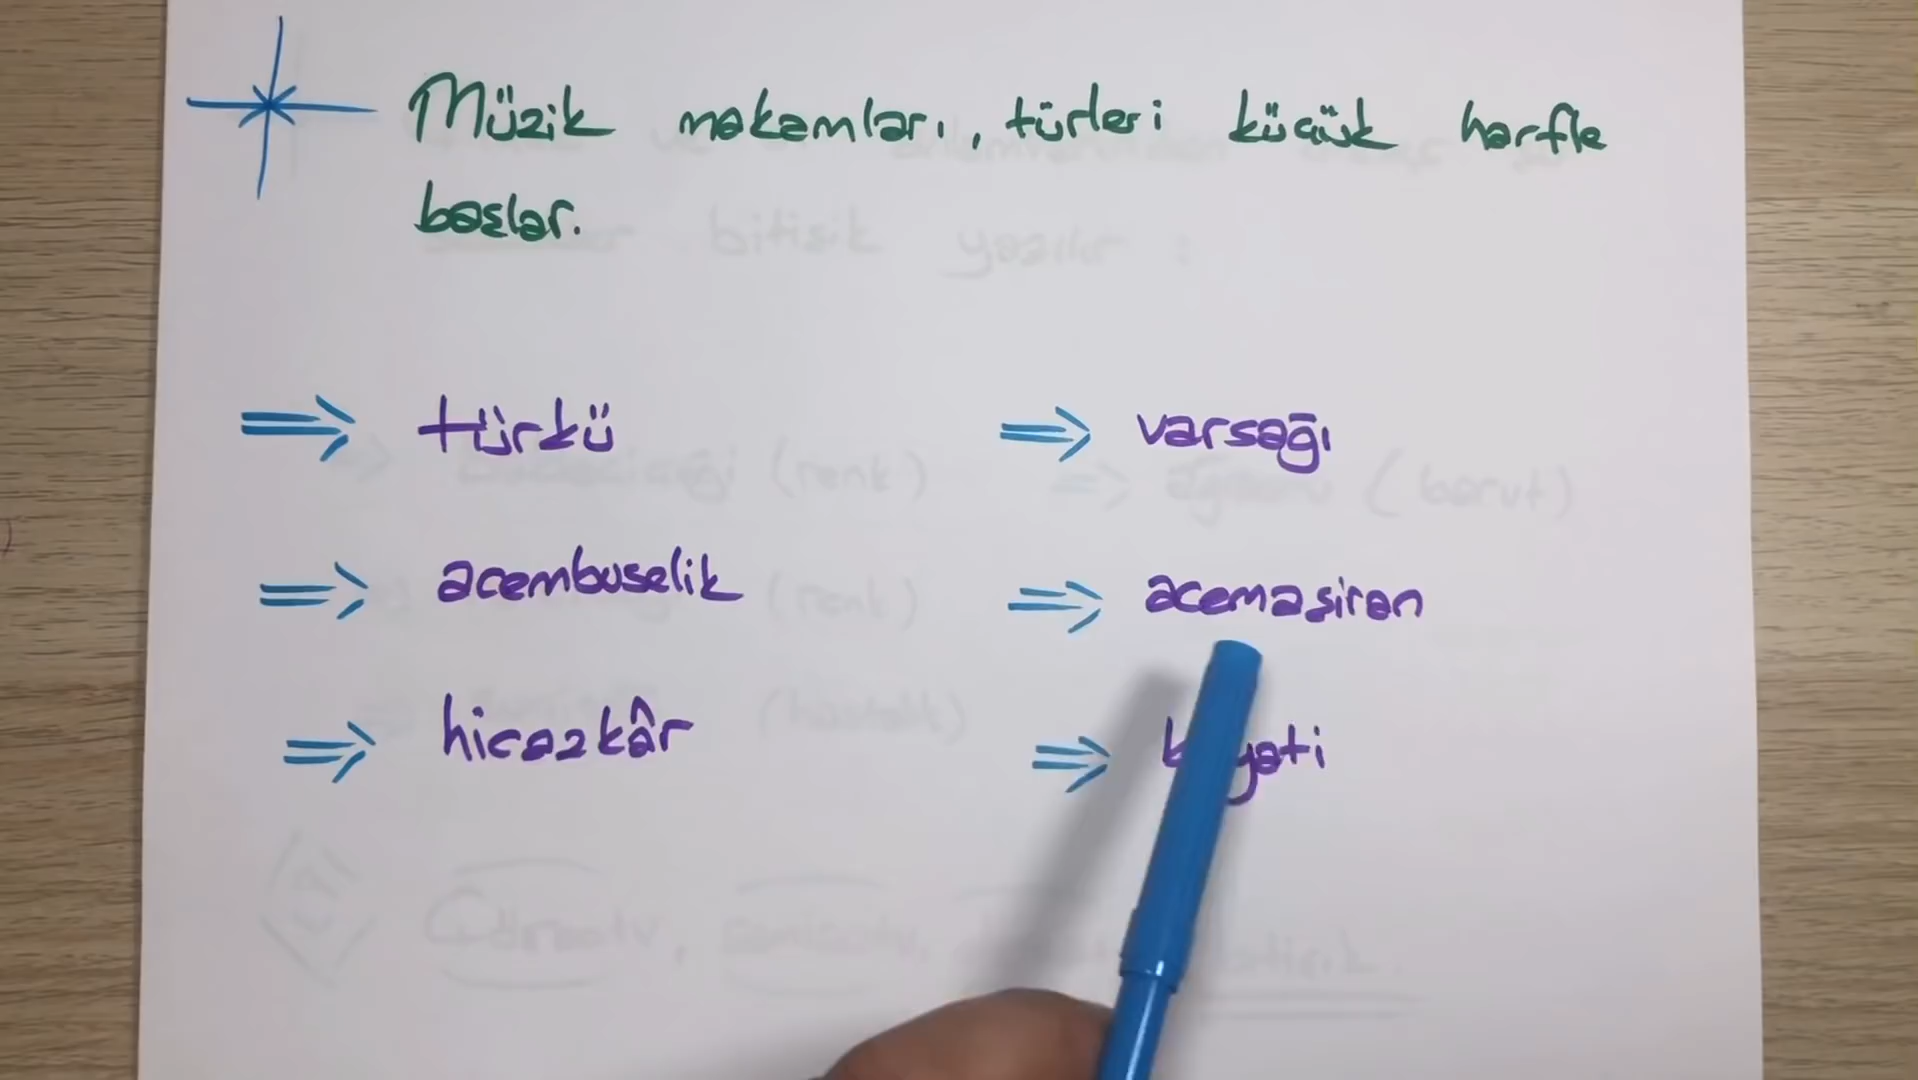 Müzik makamları, türleri küçük harfle
başlar.
⇒ türkü ⇒ varsağı
⇒ acembuselik ⇒ acemaşiran
⇒ hicazkâr ⇒